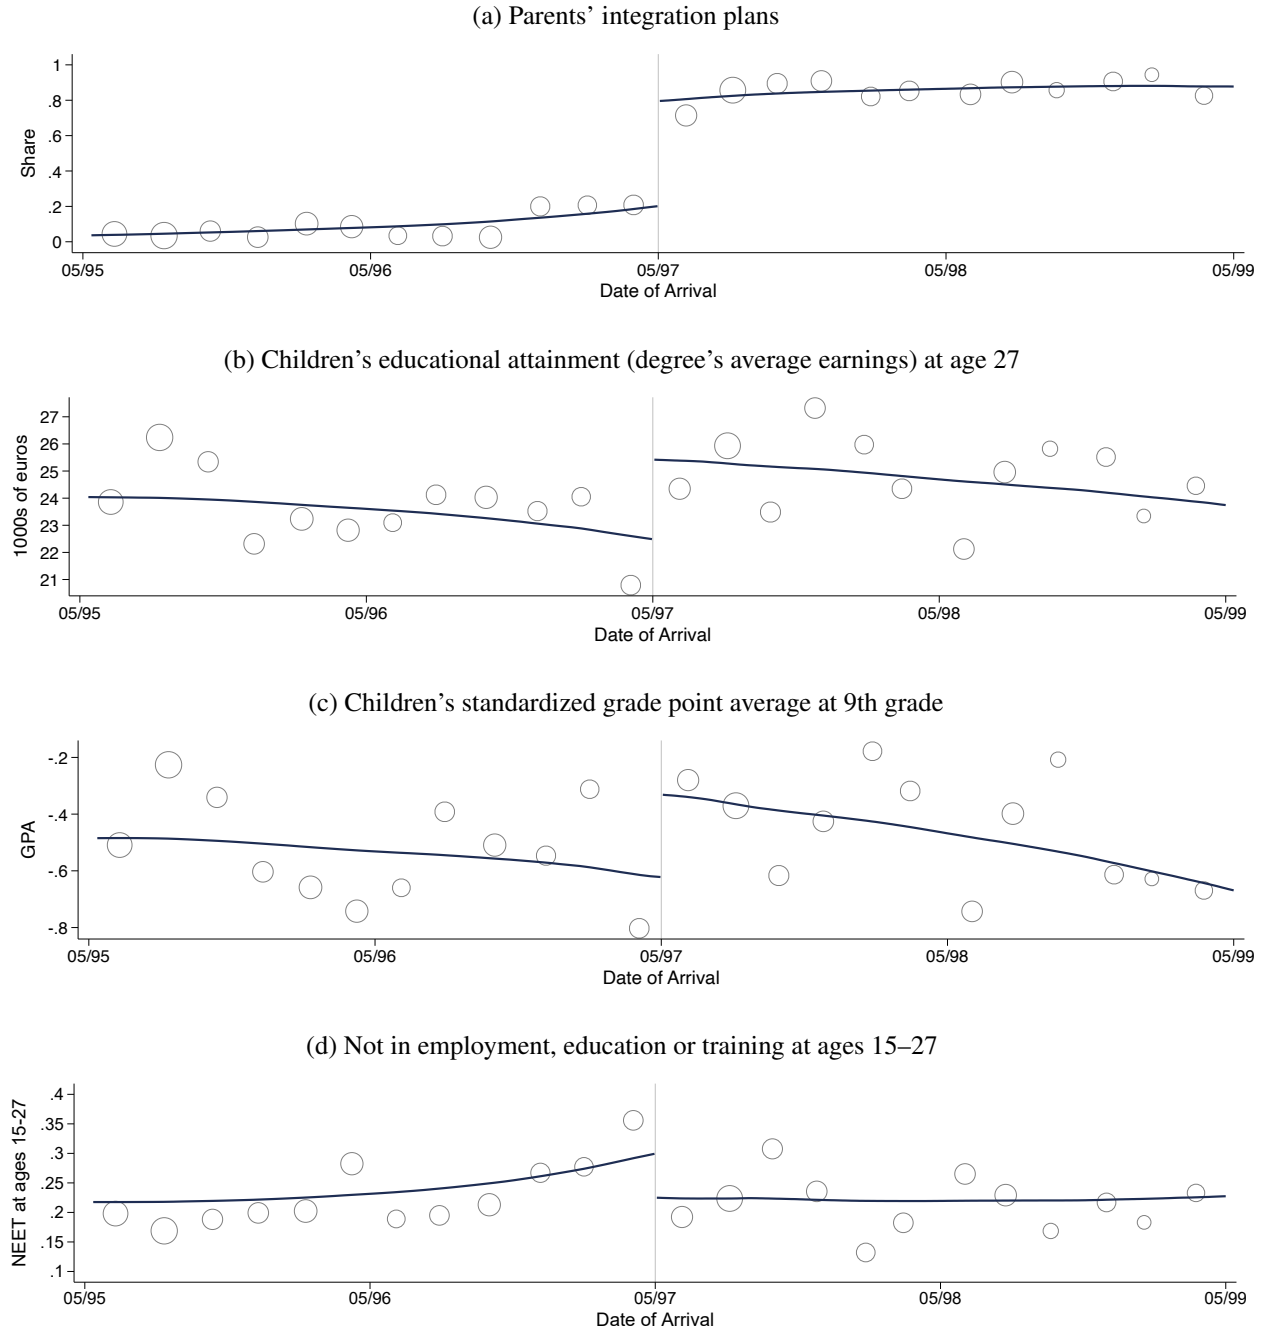 (a) Parents’ integration plans
1
.8
.6
.4
.2
0
Share
05/95 05/96 05/97 05/98 05/99
Date of Arrival
(b) Children’s educational attainment (degree’s average earnings) at age 27
27
26
25
24
23
22
21
1000s of euros
05/95 05/96 05/97 05/98 05/99
Date of Arrival
(c) Children’s standardized grade point average at 9th grade
-.2
-.4
-.6
-.8
GPA
05/95 05/96 05/97 05/98 05/99
Date of Arrival
(d) Not in employment, education or training at ages 15–27
.4
.35
.3
.25
.2
.15
.1
NEET at ages 15-27
05/95 05/96 05/97 05/98 05/99
Date of Arrival